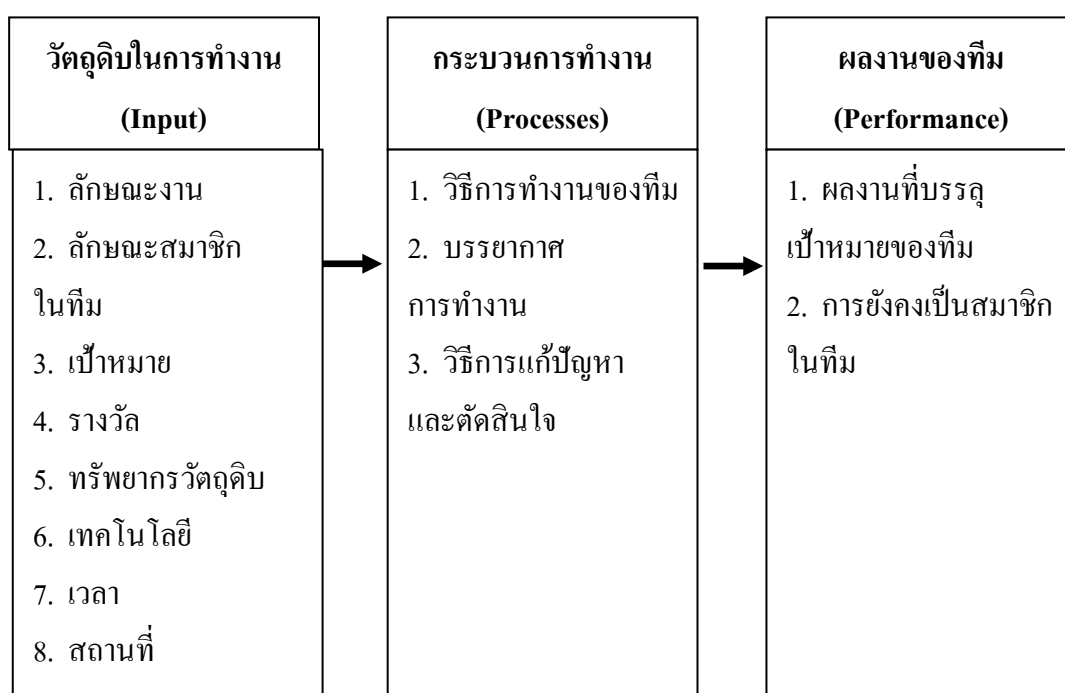 วัตถุดิบในการทำงาน
(Input)
1. ลักษณะงาน
2. ลักษณะสมาชิก
ในทีม
3. เป้าหมาย
4. รางวัล
5. ทรัพยากรวัตถุดิบ
6. เทคโนโลยี
7. เวลา
8. สถานที่
กระบวนการทำงาน
(Processes)
1. วิธีการทำงานของทีม
2. บรรยากาศ
การทำงาน
3. วิธีการแก้ปัญหา
และตัดสินใจ
ผลงานของทีม
(Performance)
1. ผลงานที่บรรลุ
เป้าหมายของทีม
2. การยังคงเป็นสมาชิก
ในทีม